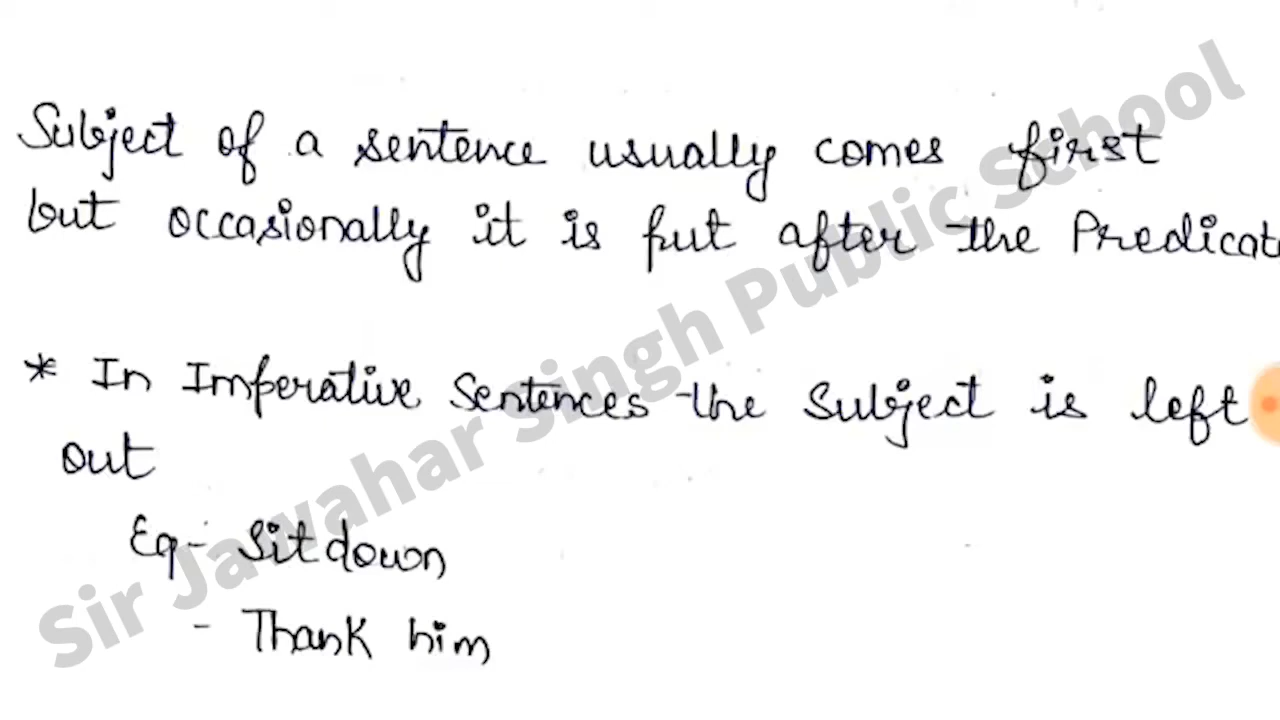 Subject of a sentence usually comes first
but occasionally it is put after the Predicat
* In Imperative Sentences the Subject is left
out
Eg:- Sit down
- Thank him
Sir Jawahar Singh Public School